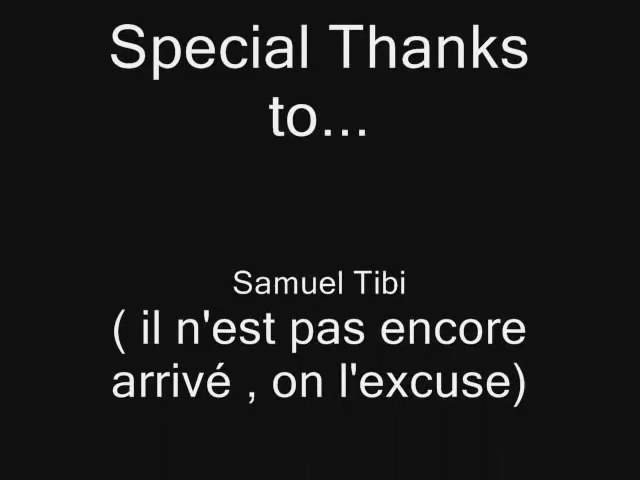 Special Thanks
to...
Samuel Tibi
( il n'est pas encore
arrivé , on l'excuse)